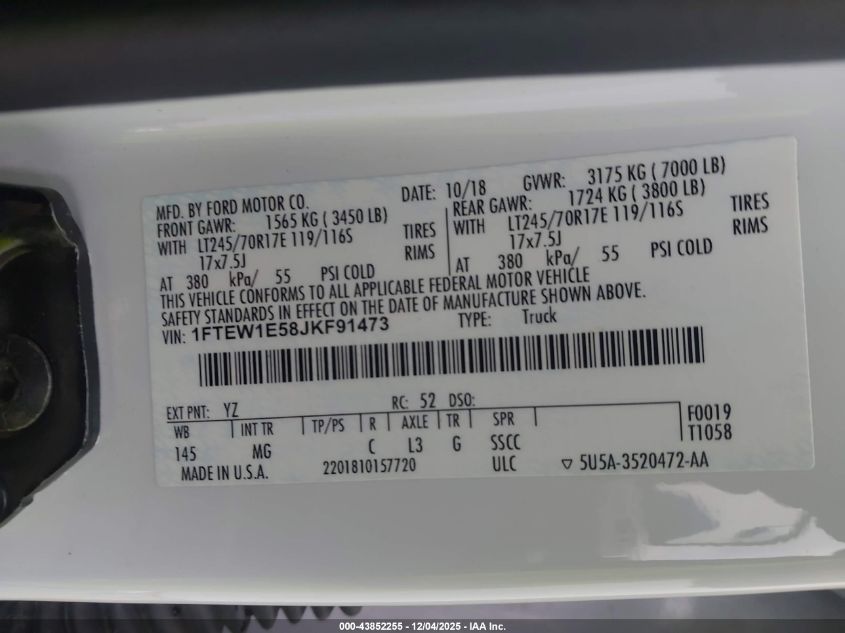 MFD. BY FORD MOTOR CO. DATE: 10/18 GVWR: 3175 KG ( 7000 LB)
FRONT GAWR: 1565 KG ( 3450 LB) REAR GAWR: 1724 KG ( 3800 LB)
WITH LT245/70R17E 119/116S TIRES WITH LT245/70R17E 119/116S TIRES
17x7.5J RIMS 17x7.5J RIMS
AT 380 kPa/ 55 PSI COLD AT 380 kPa/ 55 PSI COLD
THIS VEHICLE CONFORMS TO ALL APPLICABLE FEDERAL MOTOR VEHICLE
SAFETY STANDARDS IN EFFECT ON THE DATE OF MANUFACTURE SHOWN ABOVE.
VIN: 1FTEW1E58JKF91473 TYPE: Truck
EXT PNT: YZ RC: 52 DSO:
WB INT TR TP/PS R AXLE TR SPR F0019
145 MG C L3 G SSCC T1058
MADE IN U.S.A. 2201810157720 ULC ▽ 5U5A-3520472-AA
000-43852255 - 12/04/2025 - IAA Inc.